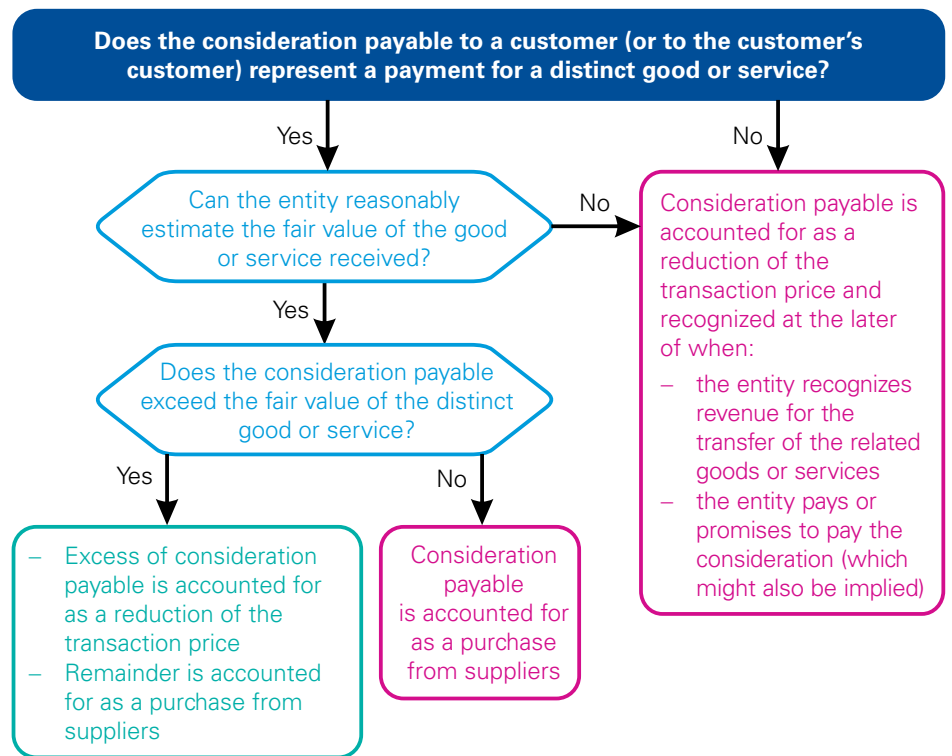 Does the consideration payable to a customer (or to the customer's
customer) represent a payment for a distinct good or service?
Yes
No
Can the entity reasonably
estimate the fair value of the good
or service received?
No
Consideration payable is
accounted for as a
reduction of the
transaction price and
recognized at the later
of when:
– the entity recognizes
revenue for the
transfer of the related
goods or services
– the entity pays or
promises to pay the
consideration (which
might also be implied)
Yes
Does the consideration payable
exceed the fair value of the distinct
good or service?
Yes
No
– Excess of consideration
payable is accounted for
as a reduction of the
transaction price
– Remainder is accounted
for as a purchase from
suppliers
Consideration
payable
is accounted for
as a purchase
from suppliers